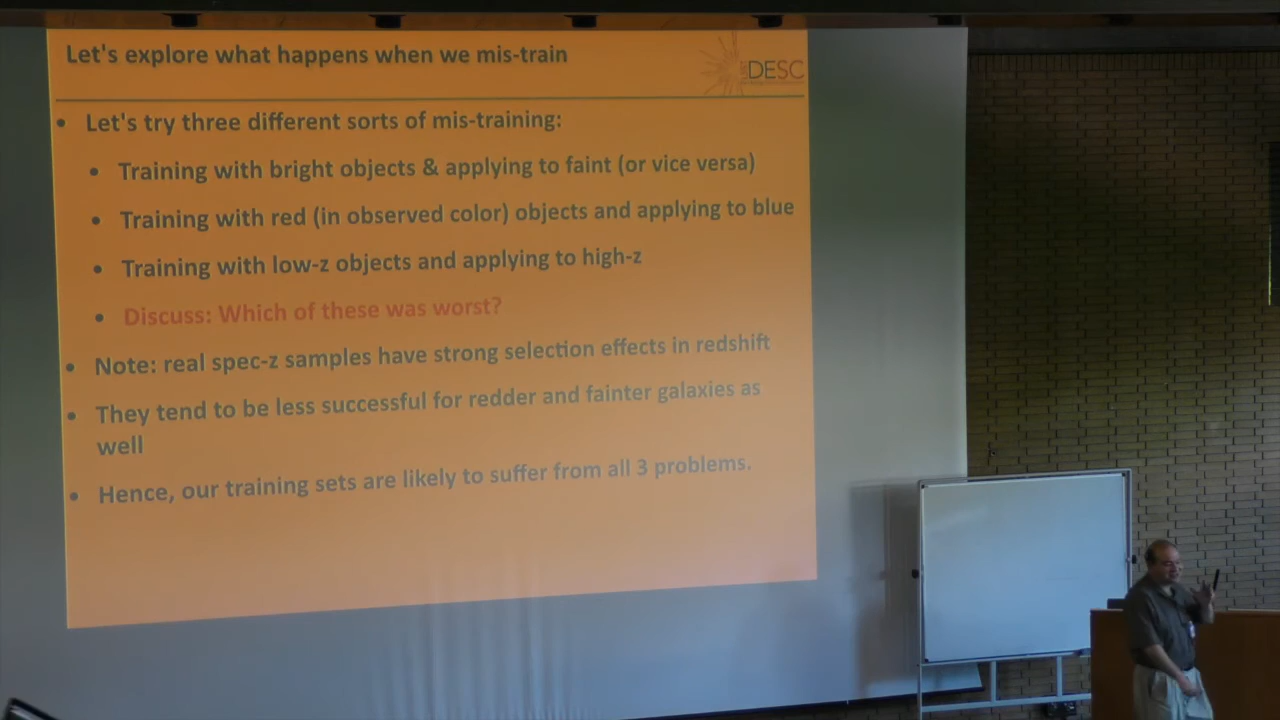 Let's explore what happens when we mis-train
DESC
• Let's try three different sorts of mis-training:
• Training with bright objects & applying to faint (or vice versa)
• Training with red (in observed color) objects and applying to blue
• Training with low-z objects and applying to high-z
• Discuss: Which of these was worst?
• Note: real spec-z samples have strong selection effects in redshift
• They tend to be less successful for redder and fainter galaxies as
well
• Hence, our training sets are likely to suffer from all 3 problems.